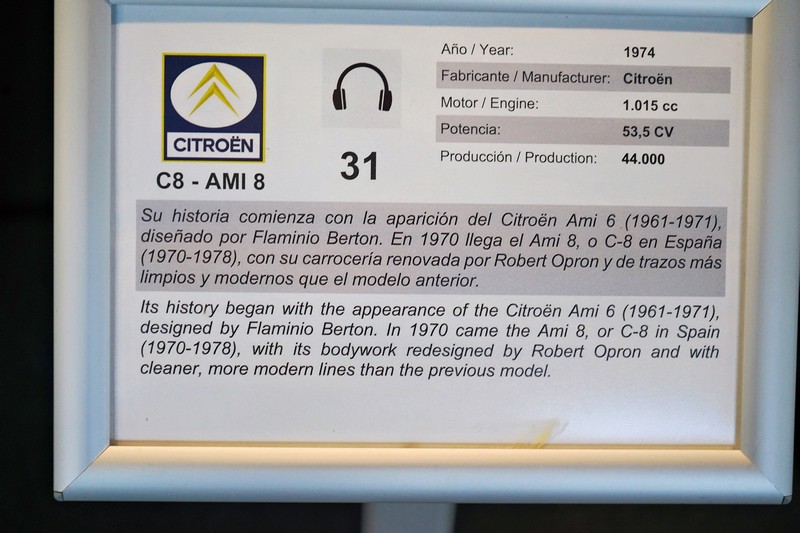 CITROËN
C8 - AMI 8
31
Año / Year: 1974
Fabricante / Manufacturer: Citroën
Motor / Engine: 1.015 cc
Potencia: 53,5 CV
Producción / Production: 44.000
Su historia comienza con la aparición del Citroën Ami 6 (1961-1971),
diseñado por Flaminio Berton. En 1970 llega el Ami 8, o C-8 en España
(1970-1978), con su carrocería renovada por Robert Opron y de trazos más
limpios y modernos que el modelo anterior.
Its history began with the appearance of the Citroën Ami 6 (1961-1971),
designed by Flaminio Berton. In 1970 came the Ami 8, or C-8 in Spain
(1970-1978), with its bodywork redesigned by Robert Opron and with
cleaner, more modern lines than the previous model.